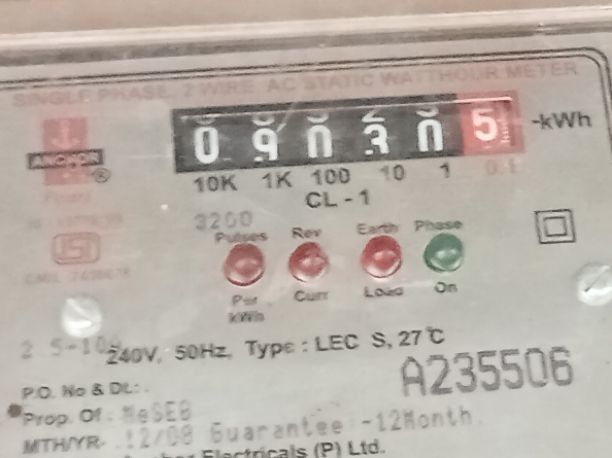 SINGLE PHASE, 2 WIRE, AC STATIC WATTHOUR METER
ANCHOR ®
0 9 0 3 0 5 -kWh
10K 1K 100 10 1 0.1
CL - 1
3200
Pulses Rev Earth Phase
Per Curr Load On
kWh
240V, 50Hz, Type : LEC S, 27°C
A235506
P.O. No & Dt.:
Prop. Of : MeSEB
MTH/YR- 12/08 Guarantee -12Month.
Electricals (P) Ltd.